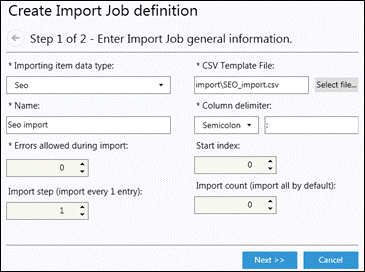 Create Import Job definition
Step 1 of 2 - Enter Import Job general information.
* Importing item data type:
* CSV Template File:
Seo
import\SEO_import.csv
Select file...
* Name:
* Column delimiter:
Seo import
Semicolon
;
* Errors allowed during import:
Start index:
0
0
Import step (import every 1 entry):
Import count (import all by default):
1
0
Next >>
Cancel